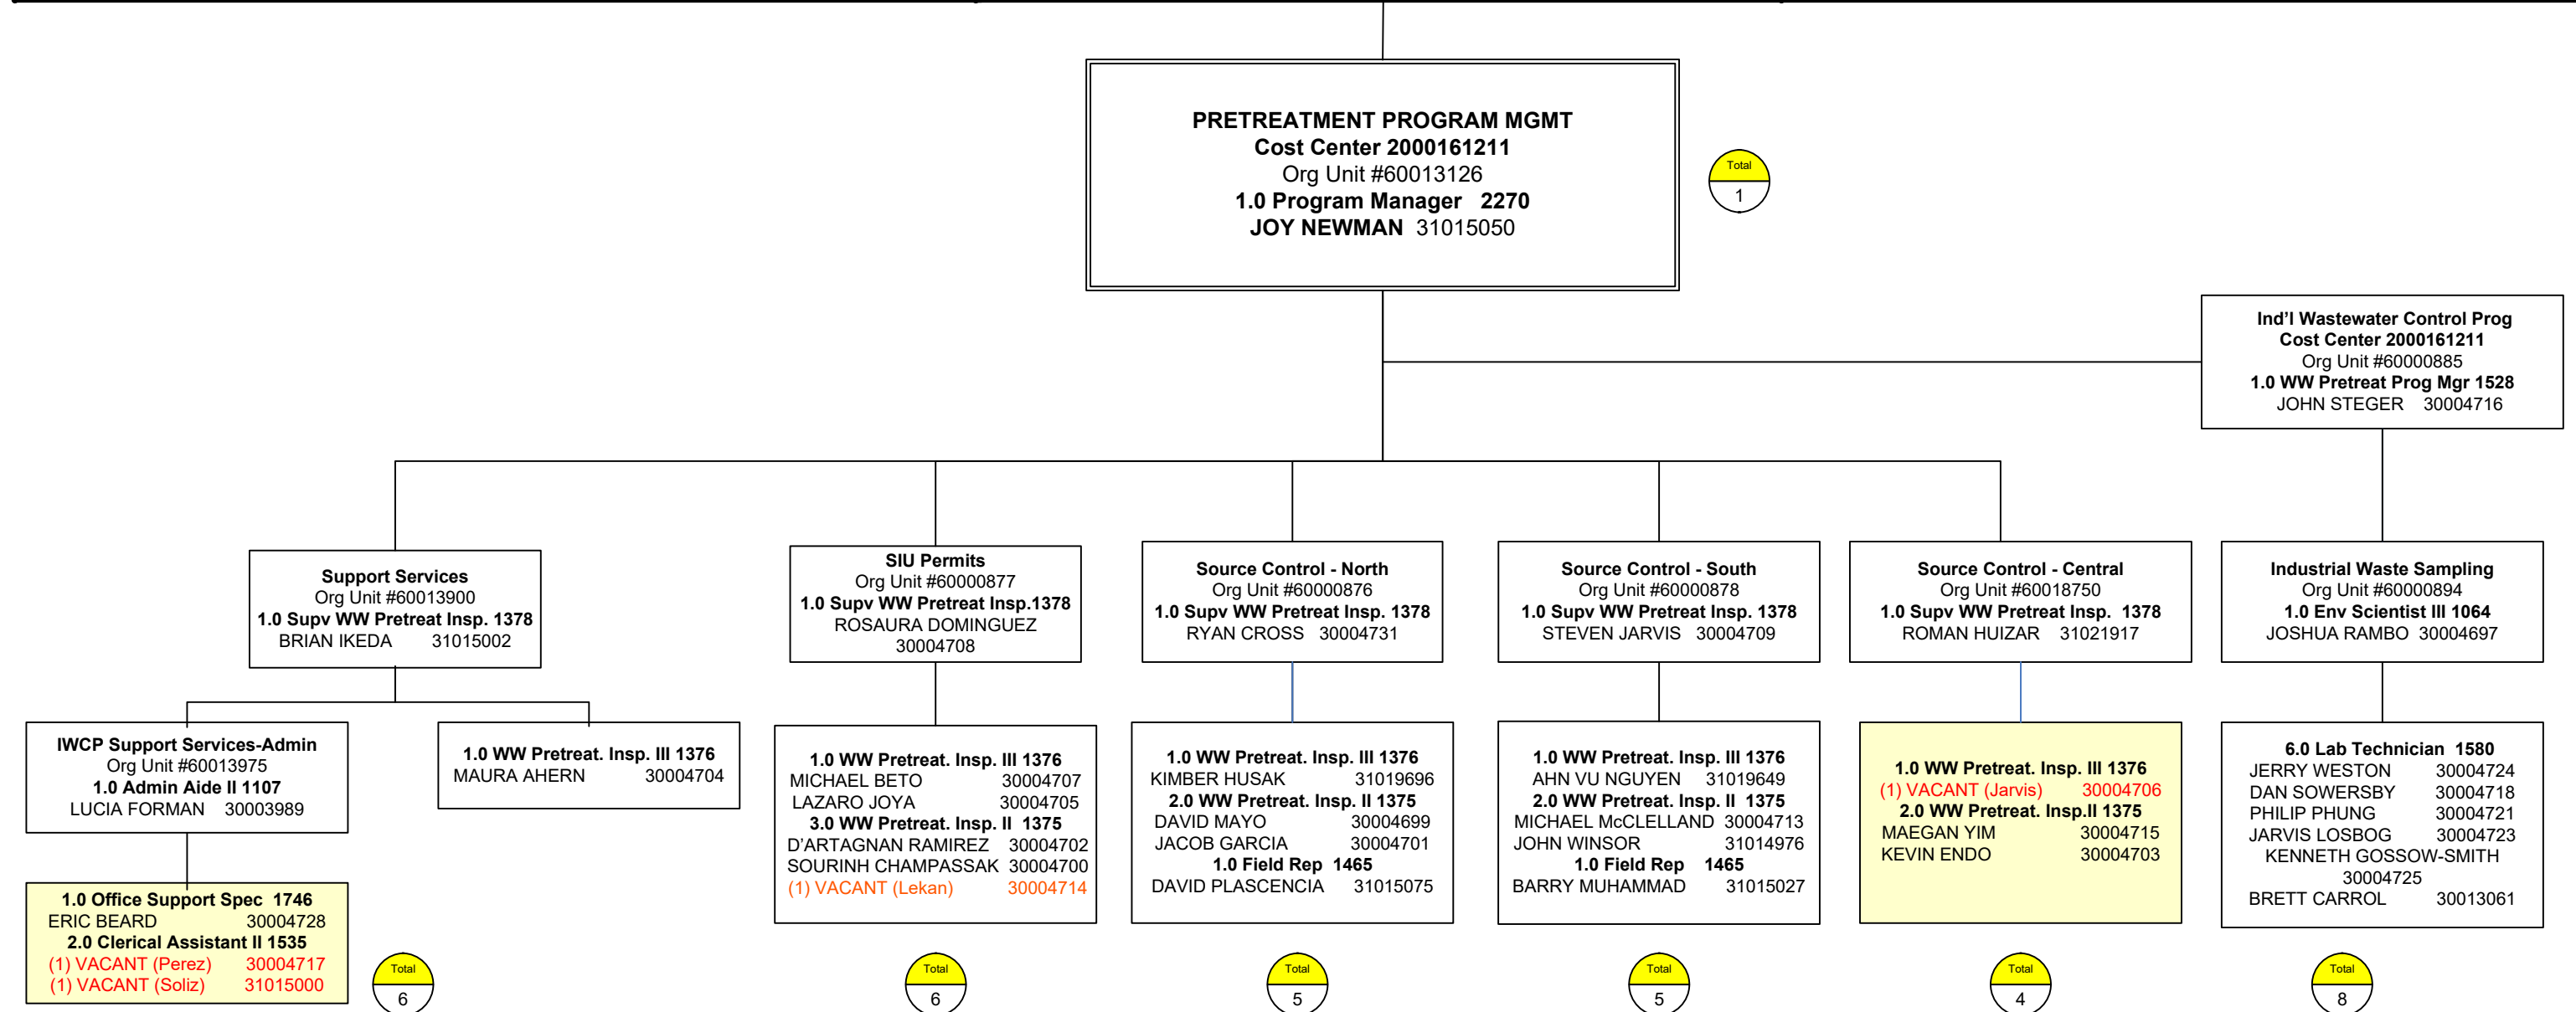 PRETREATMENT PROGRAM MGMT
Cost Center 2000161211
Org Unit #60013126
1.0 Program Manager 2270
JOY NEWMAN 31015050
Total
1
Ind'l Wastewater Control Prog
Cost Center 2000161211
Org Unit #60000885
1.0 WW Pretreat Prog Mgr 1528
JOHN STEGER 30004716
Support Services
Org Unit #60013900
1.0 Supv WW Pretreat Insp. 1378
BRIAN IKEDA 31015002
SIU Permits
Org Unit #60000877
1.0 Supv WW Pretreat Insp.1378
ROSAURA DOMINGUEZ
30004708
Source Control - North
Org Unit #60000876
1.0 Supv WW Pretreat Insp. 1378
RYAN CROSS 30004731
Source Control - South
Org Unit #60000878
1.0 Supv WW Pretreat Insp. 1378
STEVEN JARVIS 30004709
Source Control - Central
Org Unit #60018750
1.0 Supv WW Pretreat Insp. 1378
ROMAN HUIZAR 31021917
Industrial Waste Sampling
Org Unit #60000894
1.0 Env Scientist III 1064
JOSHUA RAMBO 30004697
IWCP Support Services-Admin
Org Unit #60013975
1.0 Admin Aide II 1107
LUCIA FORMAN 30003989
1.0 WW Pretreat. Insp. III 1376
MAURA AHERN 30004704
1.0 WW Pretreat. Insp. III 1376
MICHAEL BETO 30004707
LAZARO JOYA 30004705
3.0 WW Pretreat. Insp. II 1375
D'ARTAGNAN RAMIREZ 30004702
SOURINH CHAMPASSAK 30004700
(1) VACANT (Lekan) 30004714
1.0 WW Pretreat. Insp. III 1376
KIMBER HUSAK 31019696
2.0 WW Pretreat. Insp. II 1375
DAVID MAYO 30004699
JACOB GARCIA 30004701
1.0 Field Rep 1465
DAVID PLASCENCIA 31015075
1.0 WW Pretreat. Insp. III 1376
AHN VU NGUYEN 31019649
2.0 WW Pretreat. Insp. II 1375
MICHAEL McCLELLAND 30004713
JOHN WINSOR 31014976
1.0 Field Rep 1465
BARRY MUHAMMAD 31015027
1.0 WW Pretreat. Insp. III 1376
(1) VACANT (Jarvis) 30004706
2.0 WW Pretreat. Insp.II 1375
MAEGAN YIM 30004715
KEVIN ENDO 30004703
6.0 Lab Technician 1580
JERRY WESTON 30004724
DAN SOWERSBY 30004718
PHILIP PHUNG 30004721
JARVIS LOSBOG 30004723
KENNETH GOSSOW-SMITH
30004725
BRETT CARROL 30013061
1.0 Office Support Spec 1746
ERIC BEARD 30004728
2.0 Clerical Assistant II 1535
(1) VACANT (Perez) 30004717
(1) VACANT (Soliz) 31015000
Total
6
Total
6
Total
5
Total
5
Total
4
Total
8